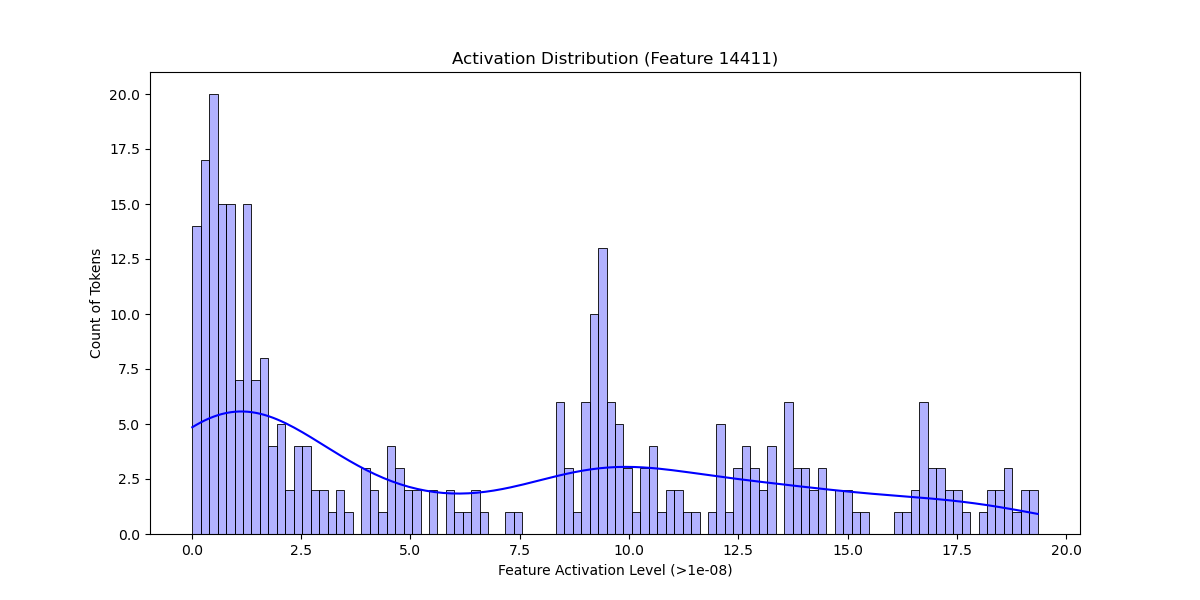 Activation Distribution (Feature 14411)
20.0
17.5
15.0
12.5
10.0
7.5
5.0
2.5
0.0
Count of Tokens
0.0 2.5 5.0 7.5 10.0 12.5 15.0 17.5 20.0
Feature Activation Level (>1e-08)